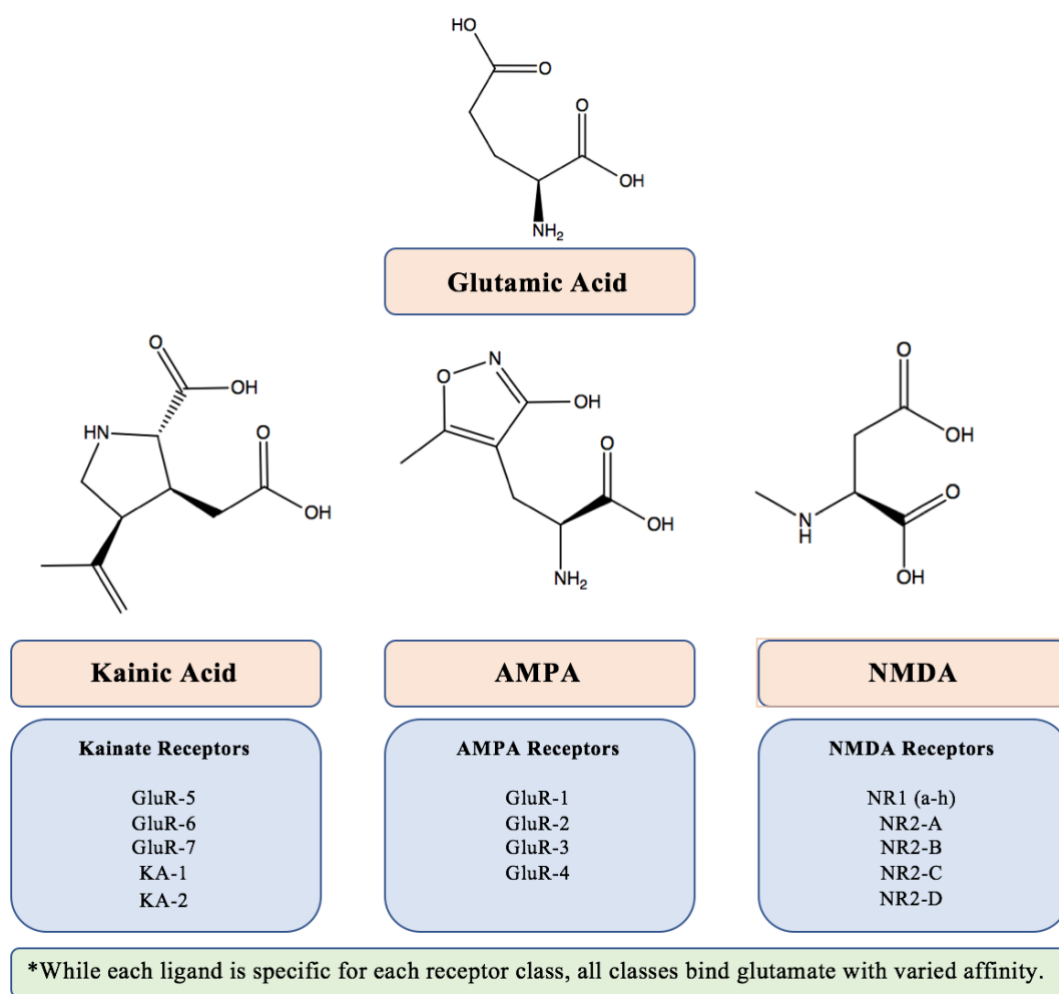 HO
O
O
OH
NH2
Glutamic Acid
O
OH
HN
O
OH
O
N
OH
O
OH
NH2
O
OH
N
H
O
OH
Kainic Acid
AMPA
NMDA
Kainate Receptors
GluR-5
GluR-6
GluR-7
KA-1
KA-2
AMPA Receptors
GluR-1
GluR-2
GluR-3
GluR-4
NMDA Receptors
NR1 (a-h)
NR2-A
NR2-B
NR2-C
NR2-D
*While each ligand is specific for each receptor class, all classes bind glutamate with varied affinity.